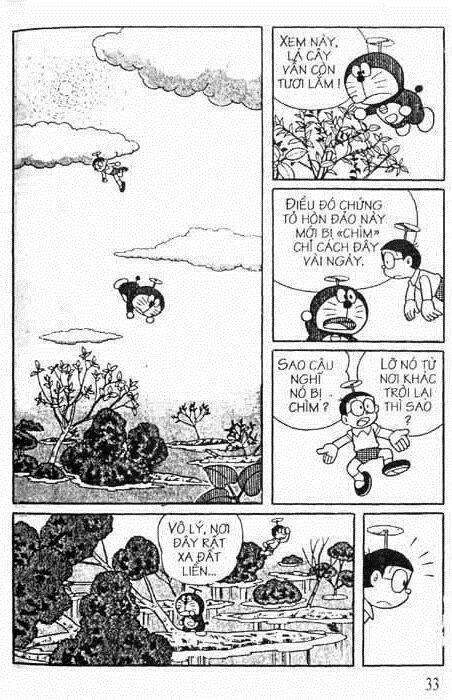 XEM NÀY,
LÁ CÂY
VẪN CÒN
TƯƠI LẮM!
ĐIỀU ĐÓ CHỨNG
TỎ HÒN ĐẢO NÀY
MỚI BỊ «CHÌM»
CHỈ CÁCH ĐÂY
VÀI NGÀY.
SAO CẬU
NGHĨ
NÓ BỊ
CHÌM?
LỠ NÓ TỪ
NƠI KHÁC
TRÔI LẠI
THÌ SAO
?
VÔ LÝ, NƠI
ĐÂY RẤT
XA ĐẤT
LIỀN...
33